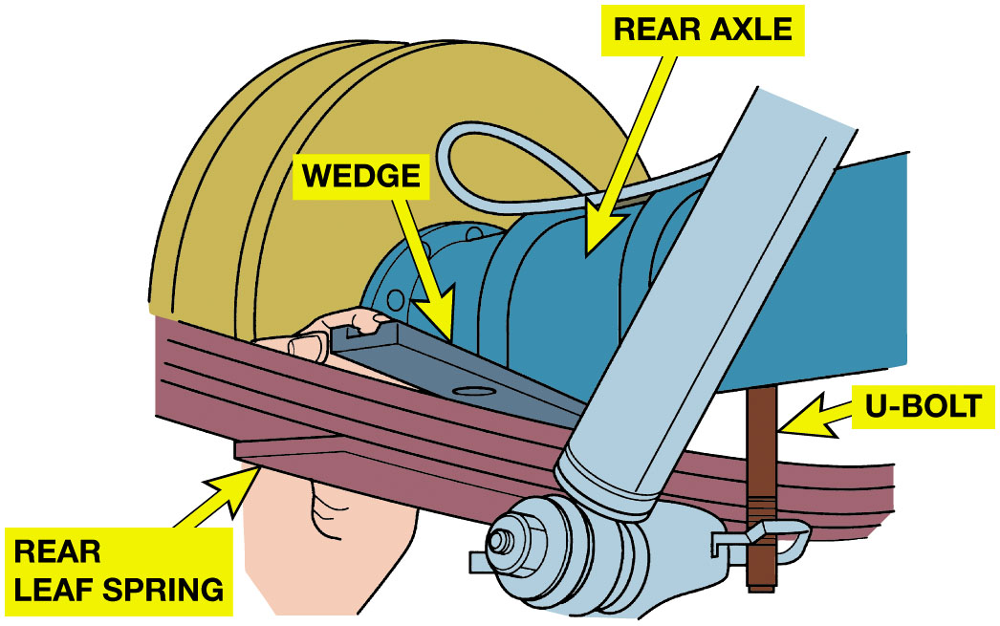 REAR AXLE
WEDGE
U-BOLT
REAR
LEAF SPRING